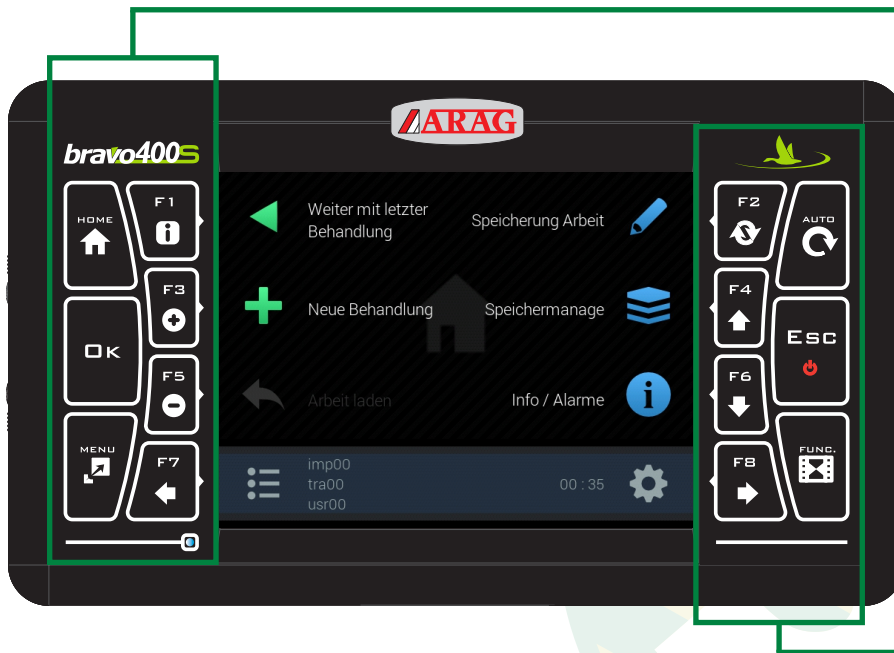 ARAG
bravo400S
HOME
F1
F3
OK
F5
MENU
F7
Weiter mit letzter
Behandlung
Speicherung Arbeit
Neue Behandlung
Speichermanage
Arbeit laden
Info / Alarme
imp00
tra00
usr00
00 : 35
F2
AUTO
F4
ESC
F6
FUNC.
F8